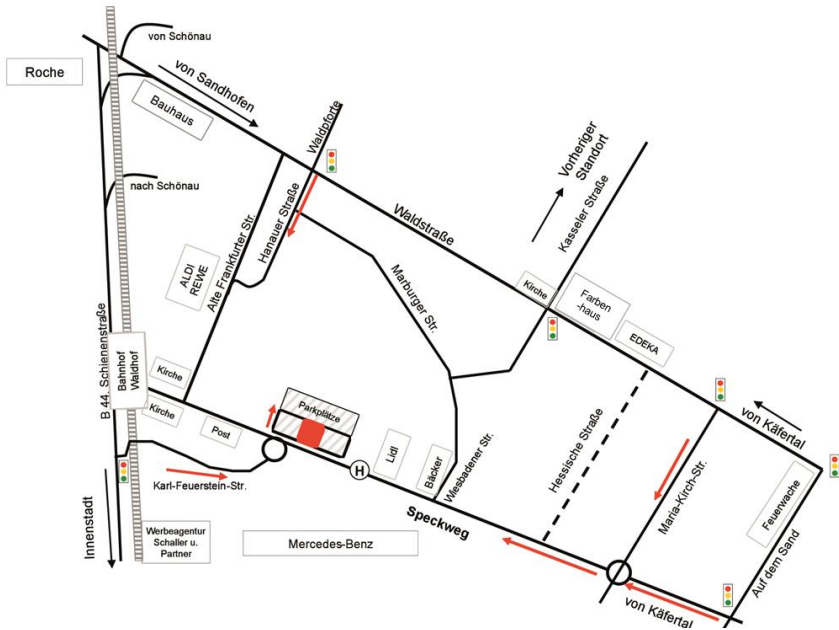 von Schönau
Roche
von Sandhofen
Bauhaus
Waldpforte
nach Schönau
Vorheriger
Standort
Kasseler Straße
Hanauer Straße
Waldstraße
Alte Frankfurter Str.
ALDI
REWE
Marburger Str.
Kirche
Farben
-haus
EDEKA
B 44. Schienenstraße
Bahnhof
Waldhof
Kirche
Kirche
Parkplätze
Post
Lidl
Bäcker
Wiesbadener Str.
Hessische Straße
von Käfertal
Maria-Kirch-Str.
Feuerwache
H
Karl-Feuerstein-Str.
Speckweg
Innenstadt
Werbeagentur
Schaller u.
Partner
Mercedes-Benz
Auf dem Sand
von Käfertal